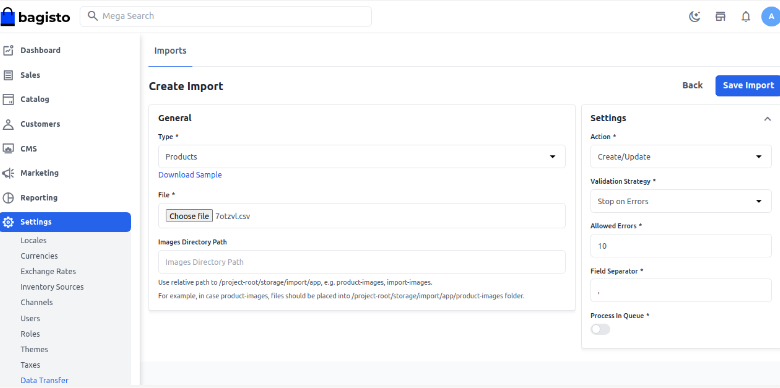 bagisto
Mega Search
A
Dashboard
Sales
Catalog
Customers
CMS
Marketing
Reporting
Settings
Locales
Currencies
Exchange Rates
Inventory Sources
Channels
Users
Roles
Themes
Taxes
Data Transfer
Imports
Create Import
Back
Save Import
General
Type *
Products
Download Sample
File *
Choose file 7otzvl.csv
Images Directory Path
Images Directory Path
Use relative path to /project-root/storage/import/app, e.g. product-images, import-images.
For example, in case product-images, files should be placed into /project-root/storage/import/app/product-images folder.
Settings
Action *
Create/Update
Validation Strategy *
Stop on Errors
Allowed Errors *
10
Field Separator *
,
Process In Queue *